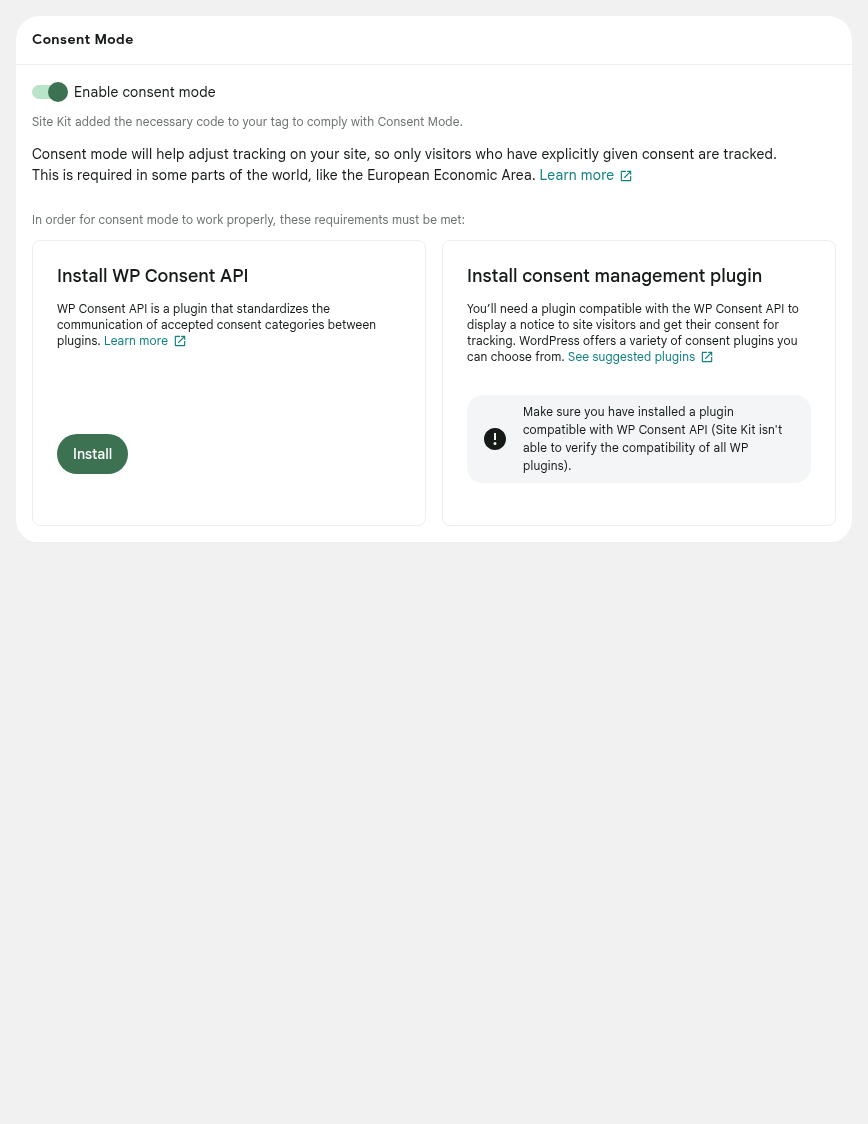 Consent Mode
Enable consent mode
Site Kit added the necessary code to your tag to comply with Consent Mode.
Consent mode will help adjust tracking on your site, so only visitors who have explicitly given consent are tracked.
This is required in some parts of the world, like the European Economic Area. Learn more
In order for consent mode to work properly, these requirements must be met:
Install WP Consent API
WP Consent API is a plugin that standardizes the
communication of accepted consent categories between
plugins. Learn more
Install
Install consent management plugin
You’ll need a plugin compatible with the WP Consent API to
display a notice to site visitors and get their consent for
tracking. WordPress offers a variety of consent plugins you
can choose from. See suggested plugins
Make sure you have installed a plugin
compatible with WP Consent API (Site Kit isn't
able to verify the compatibility of all WP
plugins).